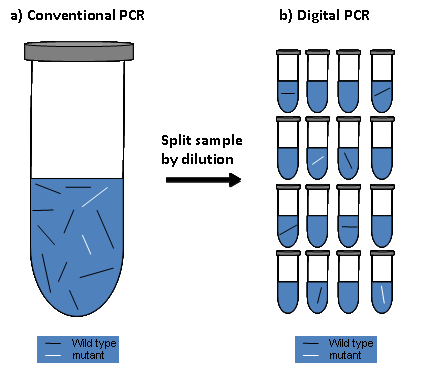 a) Conventional PCR
b) Digital PCR
Split sample
by dilution
Wild type
mutant
Wild type
mutant